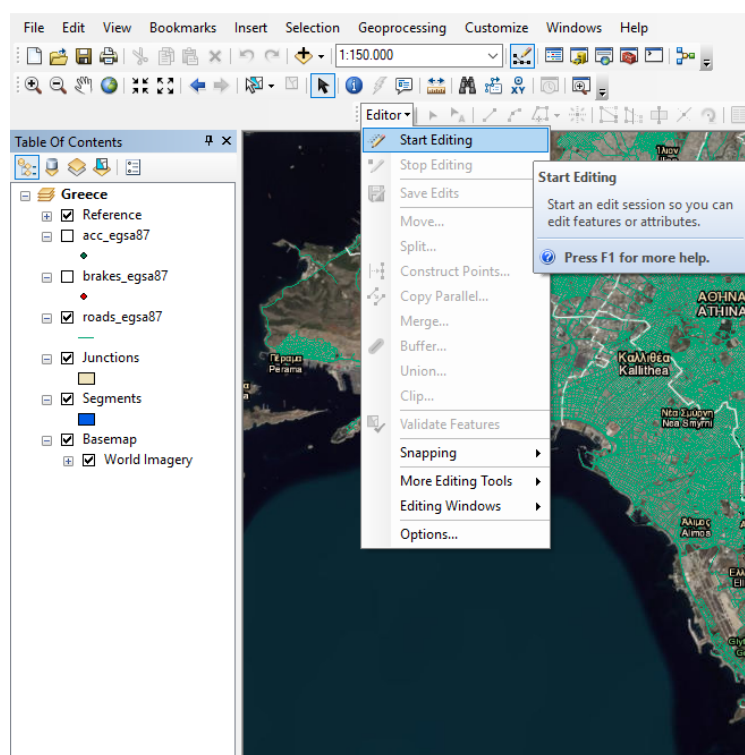 File Edit View Bookmarks Insert Selection Geoprocessing Customize Windows Help
1:150.000
Editor
Table Of Contents
Start Editing
Stop Editing
Save Edits
Move...
Split...
Construct Points...
Copy Parallel...
Merge...
Buffer...
Union...
Clip...
Validate Features
Snapping
More Editing Tools
Editing Windows
Options...
Start Editing
Start an edit session so you can
edit features or attributes.
Press F1 for more help.
Greece
Reference
acc_egsa87
brakes_egsa87
roads_egsa87
Junctions
Segments
Basemap
World Imagery
Ίλιον
Πέραμα
Perama
ΑΘΗΝΑ
ATHINA
Καλλιθέα
Kallithea
Νέα Σμύρνη
Nea Smyrni
Άλιμος
Alimos